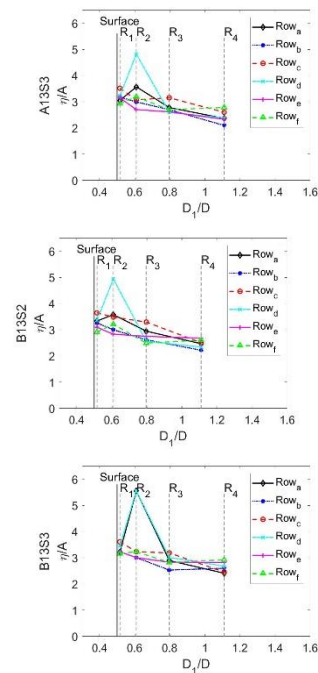 Surface
R1 R2 R3 R4
6
5
4
3
2
1
0
A13S3
η/A
Rowa
Rowb
Rowc
Rowd
Rowe
Rowf
0.4 0.6 0.8 1 1.2 1.4 1.6
D1/D
Surface
R1 R2 R3 R4
6
5
4
3
2
1
0
B13S2
η/A
Rowa
Rowb
Rowc
Rowd
Rowe
Rowf
0.4 0.6 0.8 1 1.2 1.4 1.6
D1/D
Surface
R1 R2 R3 R4
6
5
4
3
2
1
0
B13S3
η/A
Rowa
Rowb
Rowc
Rowd
Rowe
Rowf
0.4 0.6 0.8 1 1.2 1.4 1.6
D1/D